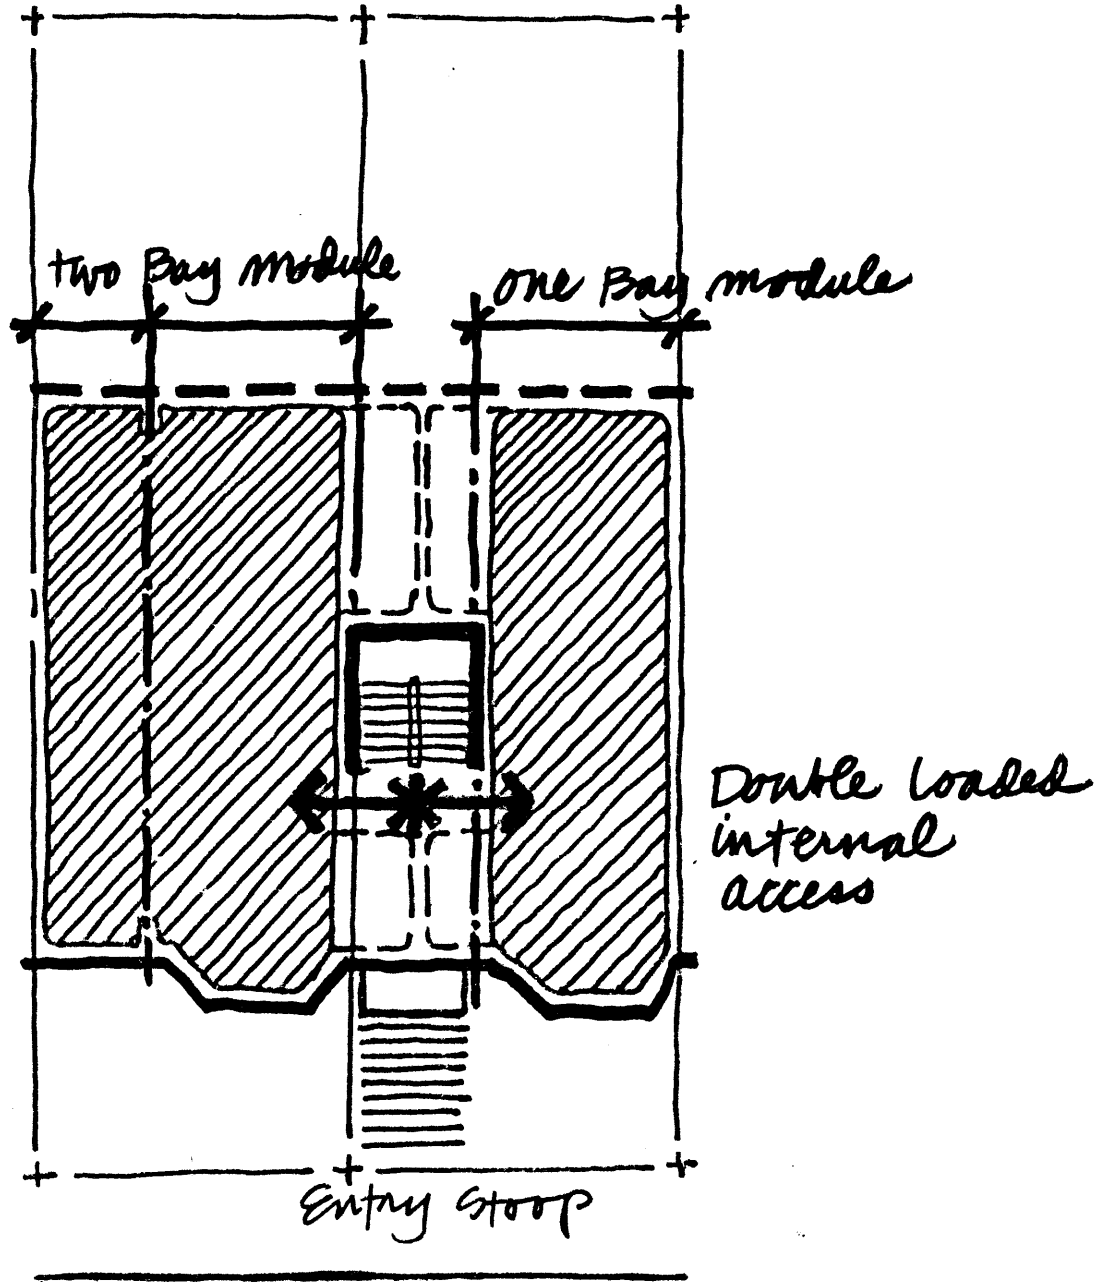 two Bay module
one Bay module
Double loaded
internal
access
Entry Stoop